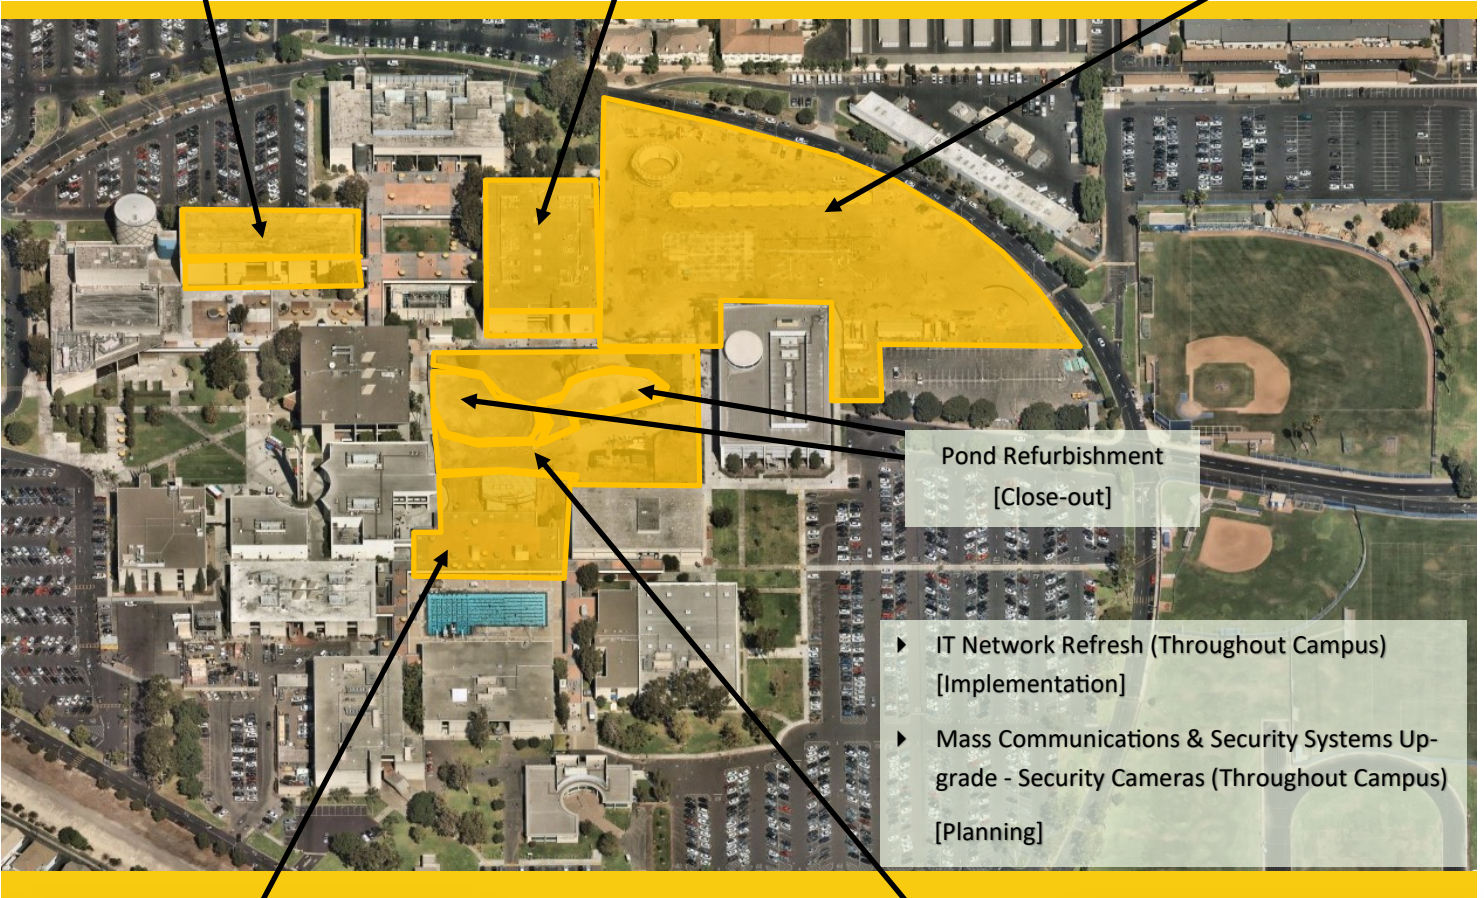 Pond Refurbishment
[Close-out]
‣ IT Network Refresh (Throughout Campus)
[Implementation]
‣ Mass Communications & Security Systems Up-
grade - Security Cameras (Throughout Campus)
[Planning]